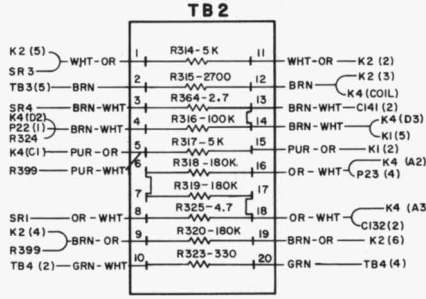 TB2
K2 (5) WHT-OR 1 R314-5K 11 WHT-OR K2 (2)
SR3
TB3(5) BRN 2 R315-2700 12 BRN K2 (3)
K4 (COIL)
SR4 BRN-WHT 3 R364-2.7 13 BRN-WHT C141 (2)
K4(D2)
P22 (1) BRN-WHT 4 R316-100K 14 BRN-WHT K4 (D3)
R324 K1 (5)
K4(C1) PUR-OR 5 R317-5K 15 PUR-OR K1 (2)
R399 PUR-WHT 6 R318-180K 16 OR-WHT K4 (A2)
P23 (4)
7 R319-180K 17
SR1 OR-WHT 8 R325-4.7 18 OR-WHT K4 (A3
C132(2)
K2 (4) BRN-OR 9 R320-180K 19 BRN-OR K2(6)
R399
TB4 (2) GRN-WHT 10 R323-330 20 GRN TB4 (4)